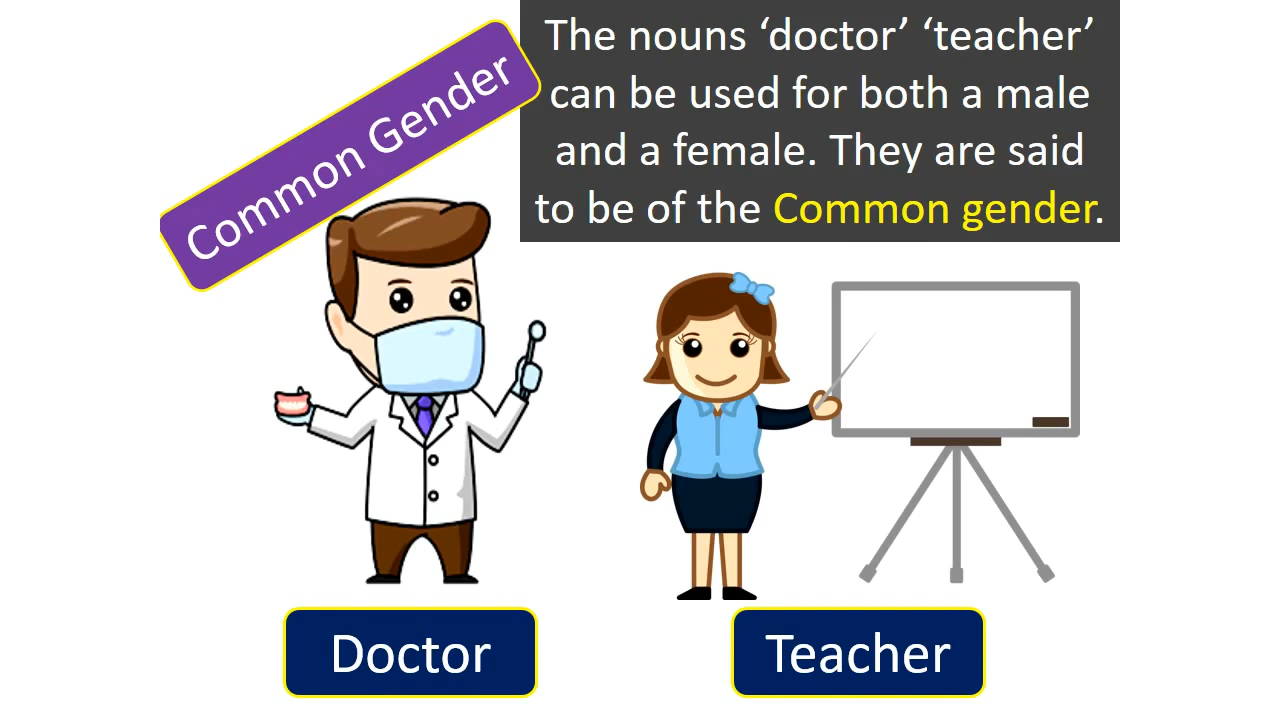 Common Gender
The nouns ‘doctor’ ‘teacher’
can be used for both a male
and a female. They are said
to be of the Common gender.
Doctor
Teacher